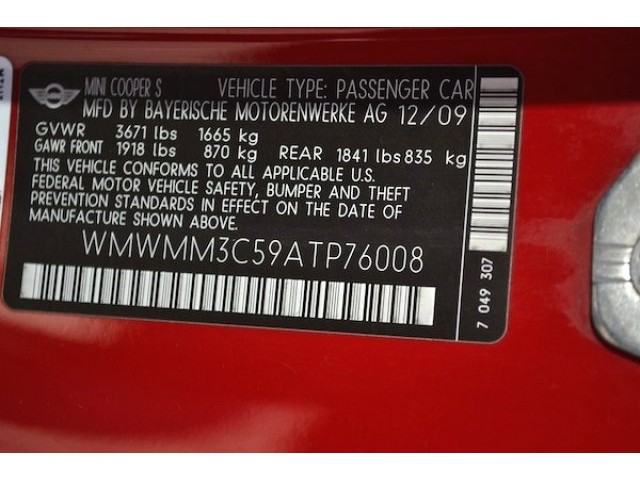 MINI COOPER S VEHICLE TYPE: PASSENGER CAR
MFD BY BAYERISCHE MOTORENWERKE AG 12/09
GVWR 3671 lbs 1665 kg
GAWR FRONT 1918 lbs 870 kg REAR 1841 lbs 835 kg
THIS VEHICLE CONFORMS TO ALL APPLICABLE U.S.
FEDERAL MOTOR VEHICLE SAFETY, BUMPER AND THEFT
PREVENTION STANDARDS IN EFFECT ON THE DATE OF
MANUFACTURE SHOWN ABOVE.
WMWMM3C59ATP76008
7 049 307